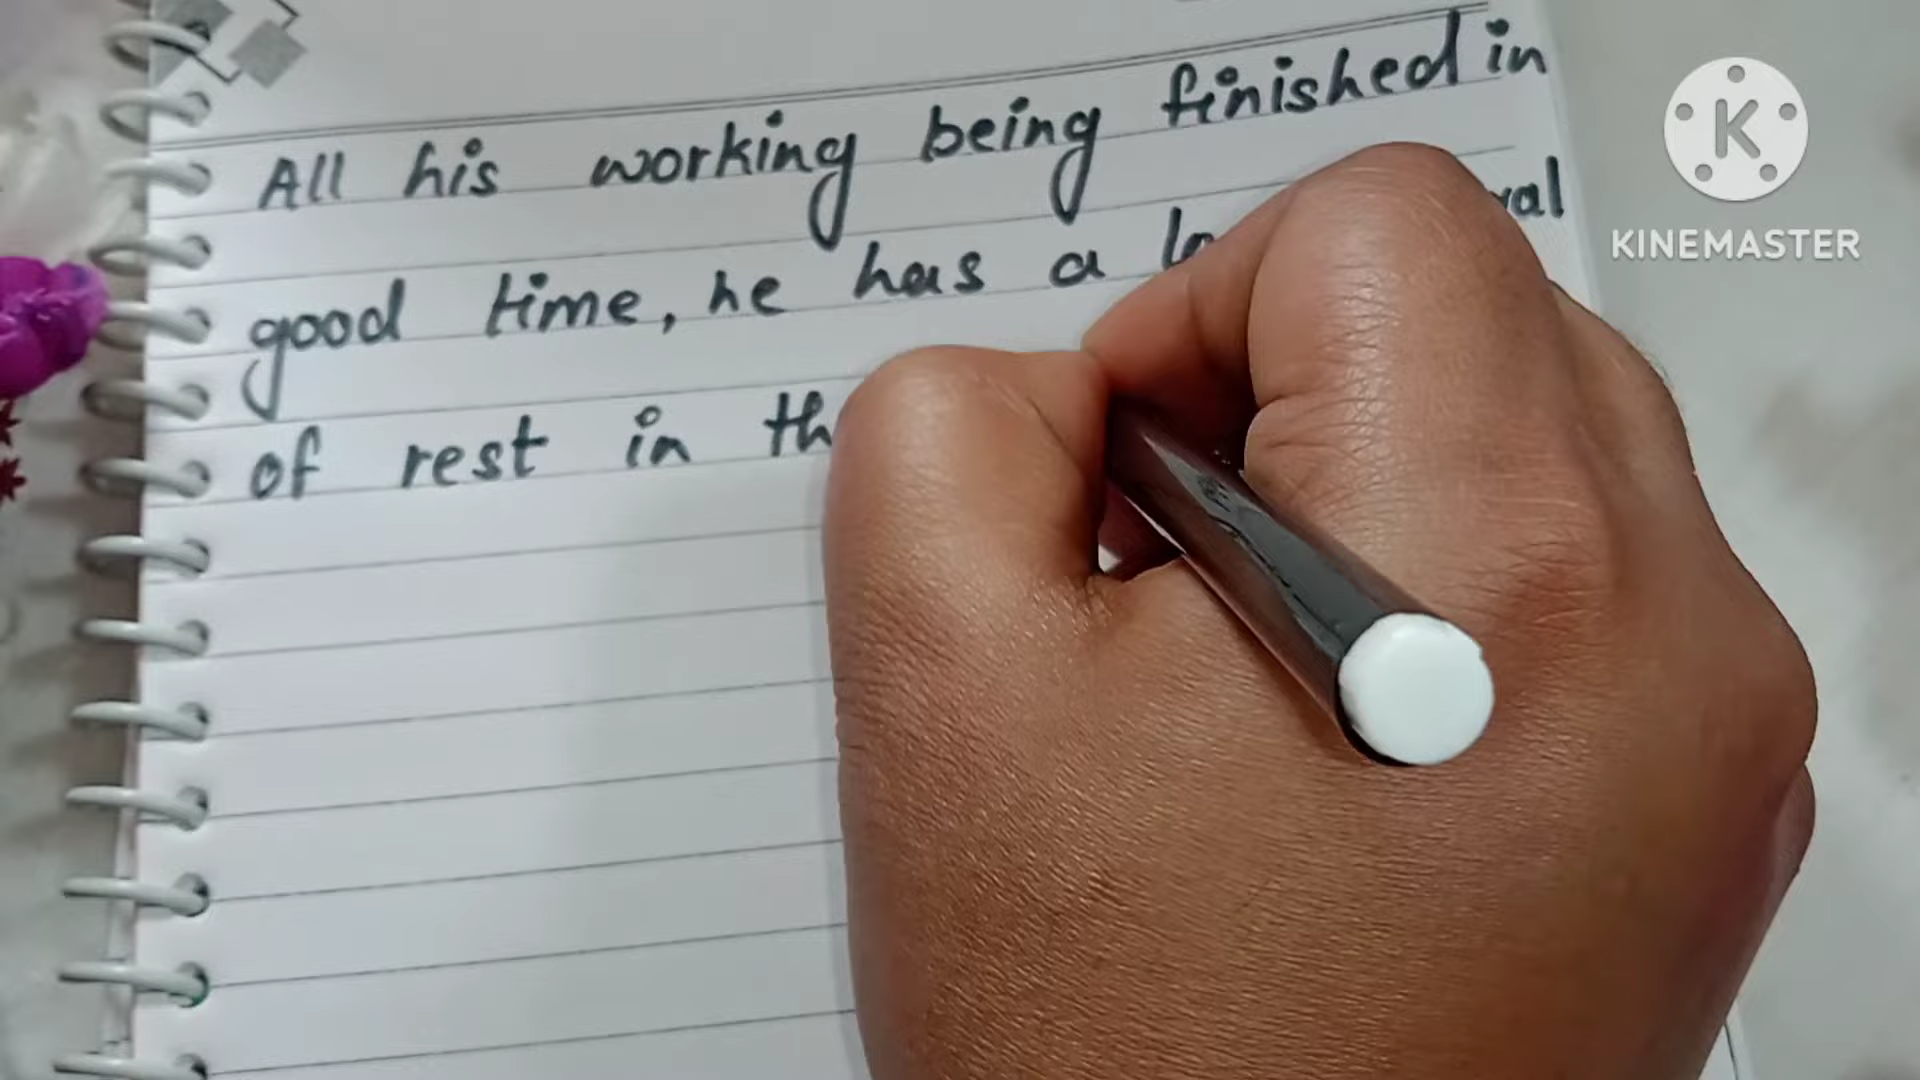 All his working being finished in
good time, he has a
of rest in
KINEMASTER